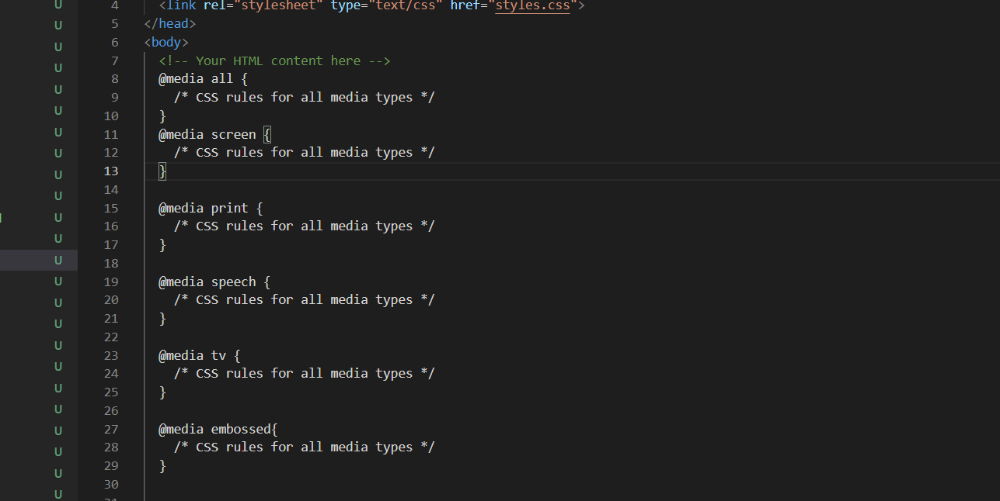 U 4 <link rel="stylesheet" type="text/css" href="styles.css">
U 5 </head>
U 6 <body>
U 7 <!-- Your HTML content here -->
U 8 @media all {
U 9 /* CSS rules for all media types */
U 10 }
U 11 @media screen {
U 12 /* CSS rules for all media types */
U 13 }
U 14
U 15 @media print {
U 16 /* CSS rules for all media types */
U 17 }
U 18
U 19 @media speech {
U 20 /* CSS rules for all media types */
U 21 }
U 22
U 23 @media tv {
U 24 /* CSS rules for all media types */
U 25 }
U 26
U 27 @media embossed{
U 28 /* CSS rules for all media types */
U 29 }
30